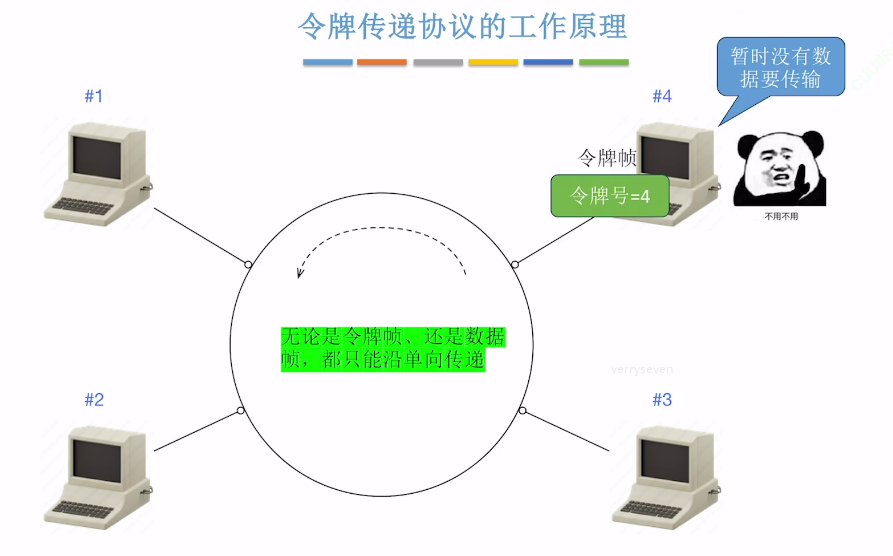 令牌传递协议的工作原理
暂时没有数
据要传输
#1
#4
令牌帧
令牌号=4
不用不用
无论是令牌帧、还是数据
帧，都只能沿单向传递
verryseven
#2
#3